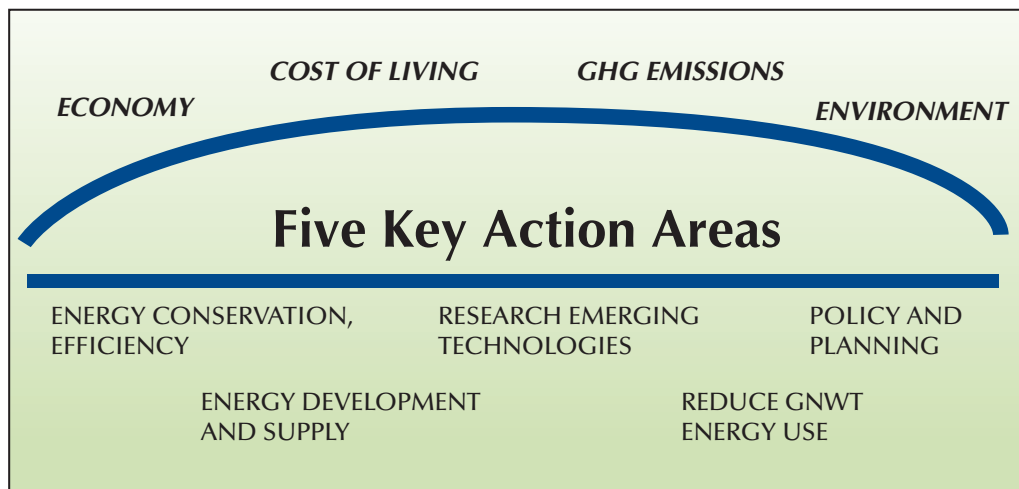 COST OF LIVING
GHG EMISSIONS
ECONOMY
ENVIRONMENT
Five Key Action Areas
ENERGY CONSERVATION,
EFFICIENCY
RESEARCH EMERGING
TECHNOLOGIES
POLICY AND
PLANNING
ENERGY DEVELOPMENT
AND SUPPLY
REDUCE GNWT
ENERGY USE